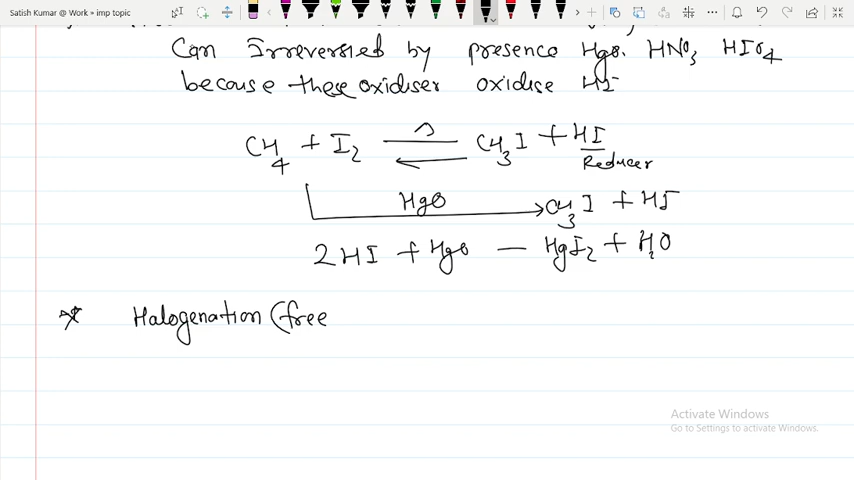 Satish Kumar @ Work » imp topic
Can Irreversied by presence HgO. HNO3 HIO4
because these oxidiser oxidise HI
CH4 + I2 Δ ⇌ CH3I + HI
Reducer
HgO → CH3I + HI
2HI + HgO — HgI2 + H2O
Halogenation (free
Activate Windows
Go to Settings to activate Windows.